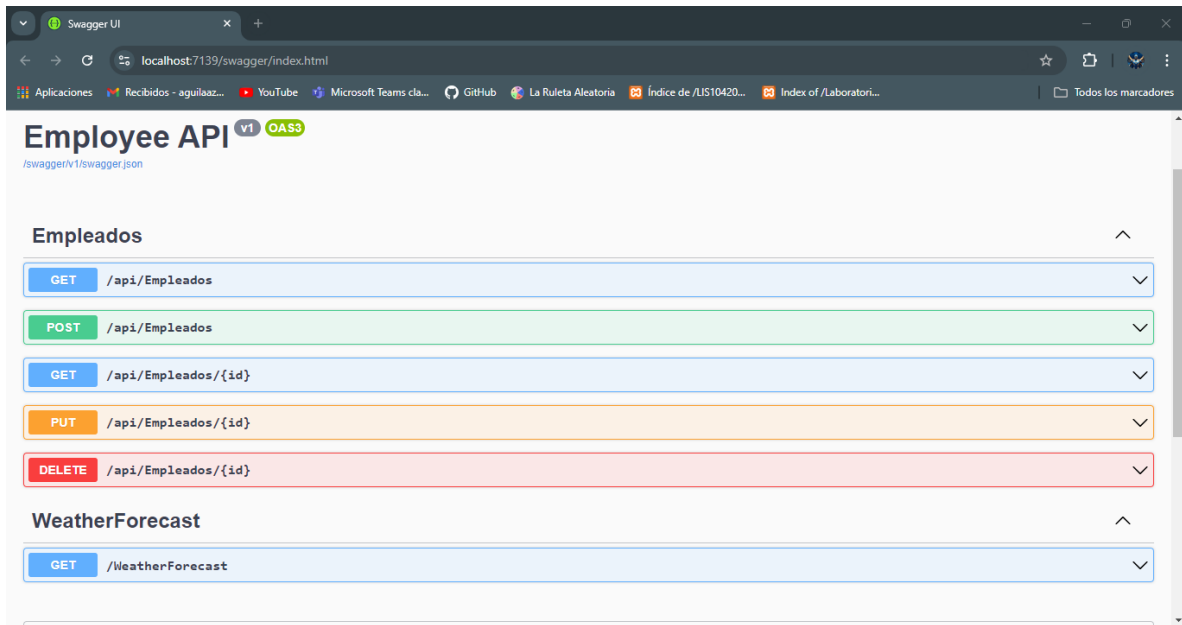 Swagger UI
localhost:7139/swagger/index.html
Aplicaciones Recibidos - aguilaaz... YouTube Microsoft Teams cla... GitHub La Ruleta Aleatoria Índice de /LIS10420... Index of /Laboratori... Todos los marcadores
Employee API v1 OAS3
/swagger/v1/swagger.json
Empleados
GET /api/Empleados
POST /api/Empleados
GET /api/Empleados/{id}
PUT /api/Empleados/{id}
DELETE /api/Empleados/{id}
WeatherForecast
GET /WeatherForecast